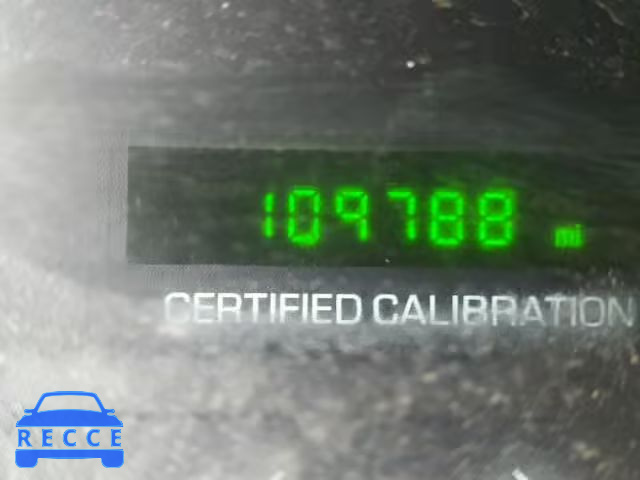 109788 mi
CERTIFIED CALIBRATION
RECCE